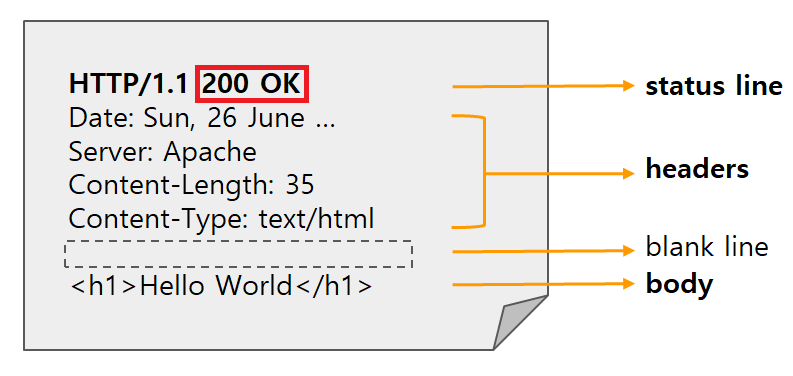 HTTP/1.1 200 OK
status line
Date: Sun, 26 June ...
Server: Apache
Content-Length: 35
Content-Type: text/html
headers
blank line
<h1>Hello World</h1>
body